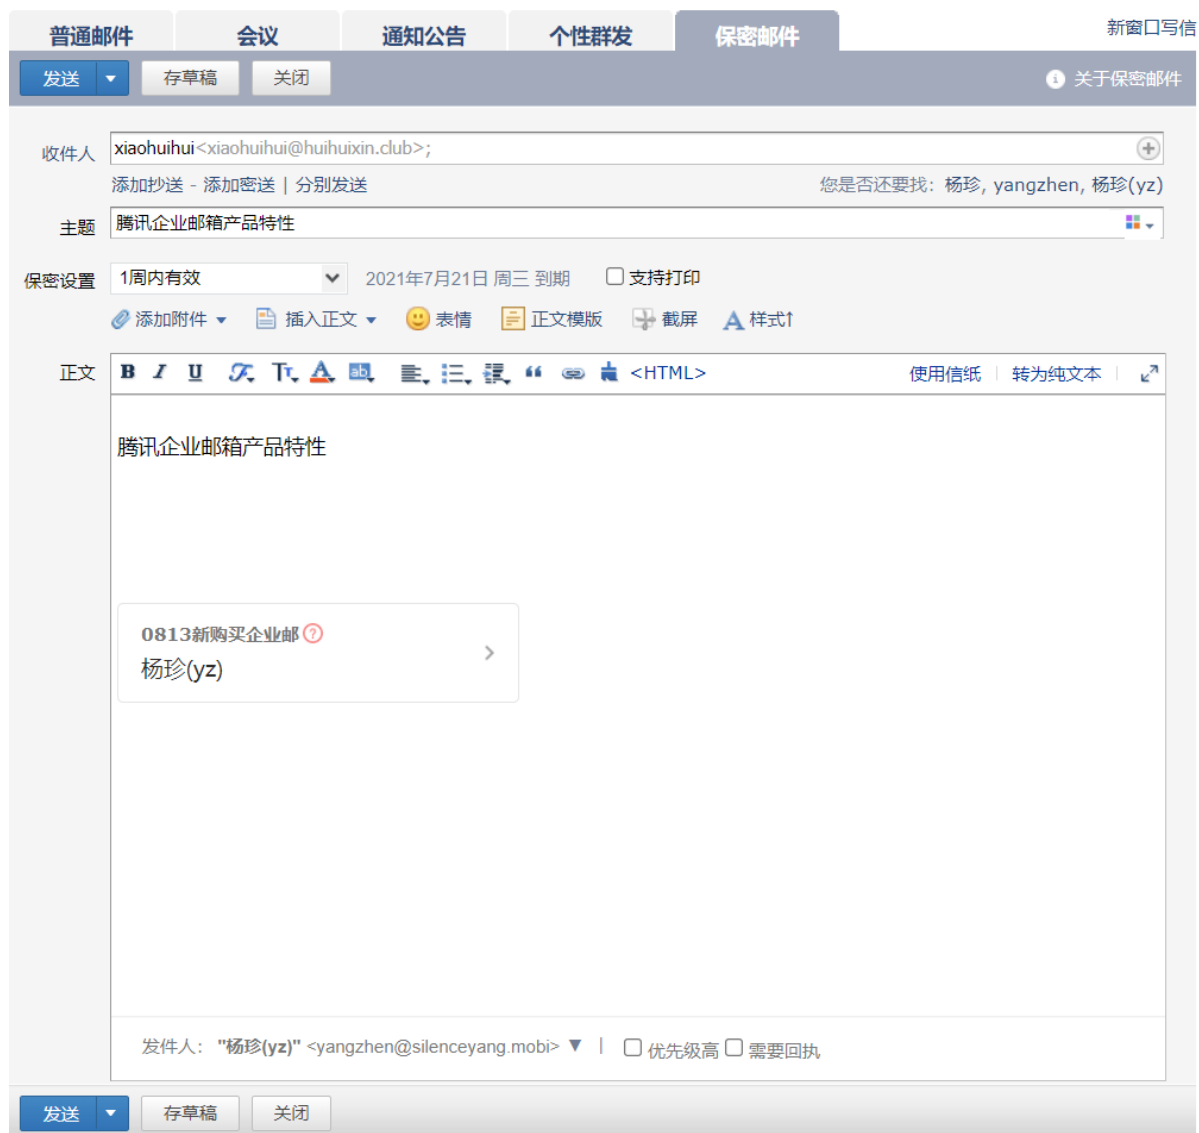 普通邮件 会议 通知公告 个性群发 保密邮件 新窗口写信
发送 存草稿 关闭 关于保密邮件
收件人 xiaohuihui<xiaohuihui@huihuixin.club>;
添加抄送 - 添加密送 | 分别发送 您是否还要找: 杨珍, yangzhen, 杨珍(yz)
主题 腾讯企业邮箱产品特性
保密设置 1周内有效 2021年7月21日 周三 到期 支持打印
添加附件 插入正文 表情 正文模版 截屏 A 样式↑
正文 B I U <HTML> 使用信纸 | 转为纯文本
腾讯企业邮箱产品特性
0813新购买企业邮
杨珍(yz)
发件人: "杨珍(yz)" <yangzhen@silenceyang.mobi> | 优先级高 需要回执
发送 存草稿 关闭